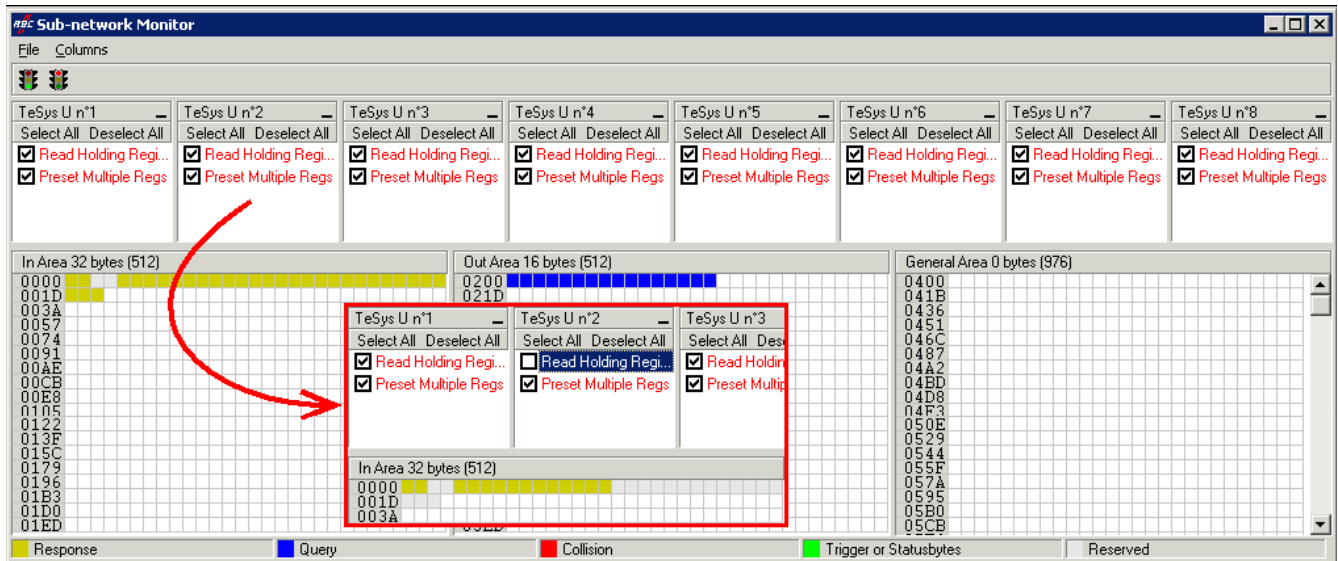 ABC Sub-network Monitor
File Columns
TeSys U n°1 TeSys U n°2 TeSys U n°3 TeSys U n°4 TeSys U n°5 TeSys U n°6 TeSys U n°7 TeSys U n°8
Select All Deselect All Select All Deselect All Select All Deselect All Select All Deselect All Select All Deselect All Select All Deselect All Select All Deselect All Select All Deselect All
Read Holding Regi... Read Holding Regi... Read Holding Regi... Read Holding Regi... Read Holding Regi... Read Holding Regi... Read Holding Regi... Read Holding Regi...
Preset Multiple Regs Preset Multiple Regs Preset Multiple Regs Preset Multiple Regs Preset Multiple Regs Preset Multiple Regs Preset Multiple Regs Preset Multiple Regs
In Area 32 bytes (512)
0000
001D
003A
0057
0074
0091
00AE
00CB
00E8
0105
0122
013F
015C
0179
0196
01B3
01D0
01ED
Out Area 16 bytes (512)
0200
021D
TeSys U n°1 TeSys U n°2 TeSys U n°3
Select All Deselect All Select All Deselect All Select All
Read Holding Regi... Read Holding Regi... Read
Preset Multiple Regs Preset Multiple Regs Preset
In Area 32 bytes (512)
0000
001D
003A
General Area 0 bytes (976)
0400
041B
0436
0451
046C
0487
04A2
04BD
04D8
04F3
050E
0529
0544
055F
057A
0595
05B0
05CB
Response Query Collision Trigger or Statusbytes Reserved